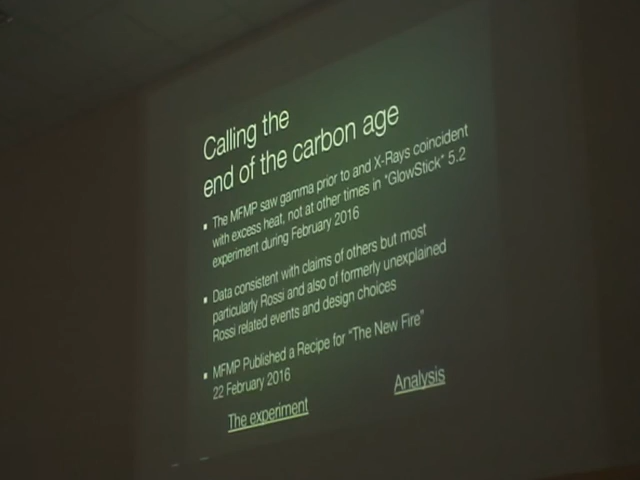 Calling the
end of the carbon age
▪ The MFMP saw gamma prior to and X-Rays coincident
with excess heat, not at other times in "GlowStick" 5.2
experiment during February 2016
▪ Data consistent with claims of others but most
particularly Rossi and also of formerly unexplained
Rossi related events and design choices
▪ MFMP Published a Recipe for "The New Fire"
22 February 2016
The experiment Analysis